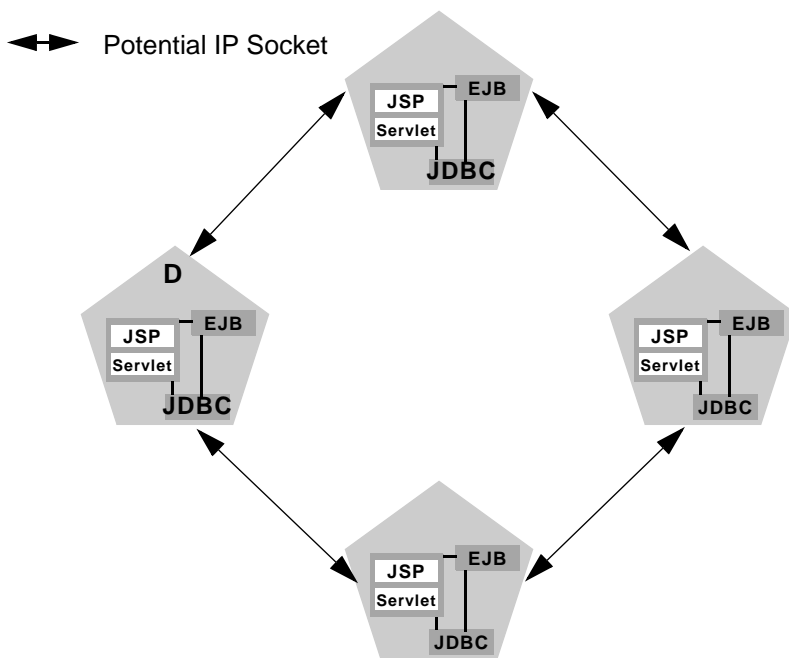 Potential IP Socket
EJB
JSP
Servlet
JDBC
D
EJB
JSP
Servlet
JDBC
EJB
JSP
Servlet
JDBC
EJB
JSP
Servlet
JDBC